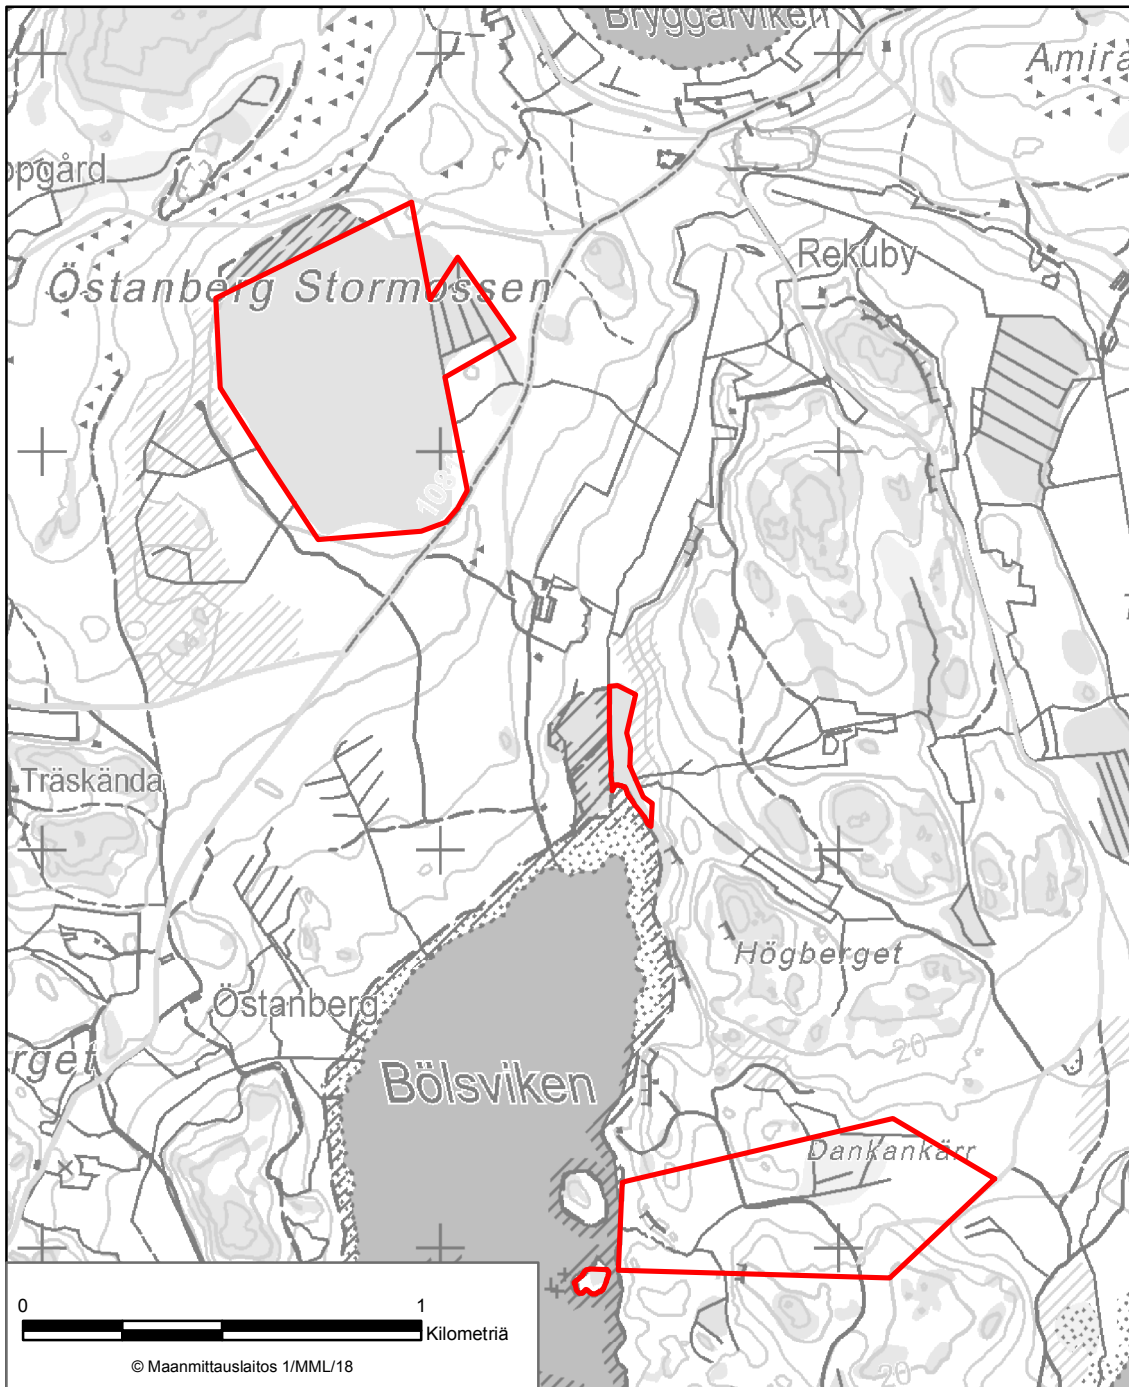 Bryggarviken
Amira
opgård
Rekuby
Östanberg Stormossen
108
Träskända
Högberget
Östanberg
rget
20
Bölsviken
Dankankärr
0 1
Kilometriä
© Maanmittauslaitos 1/MML/18
20